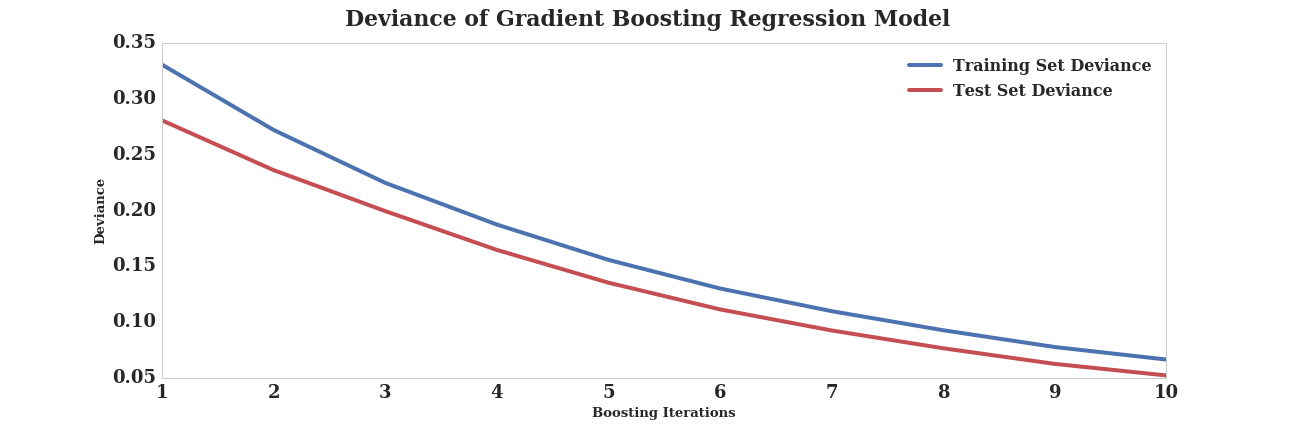 Deviance of Gradient Boosting Regression Model
Training Set Deviance
Test Set Deviance
Deviance
0.35
0.30
0.25
0.20
0.15
0.10
0.05
1 2 3 4 5 6 7 8 9 10
Boosting Iterations